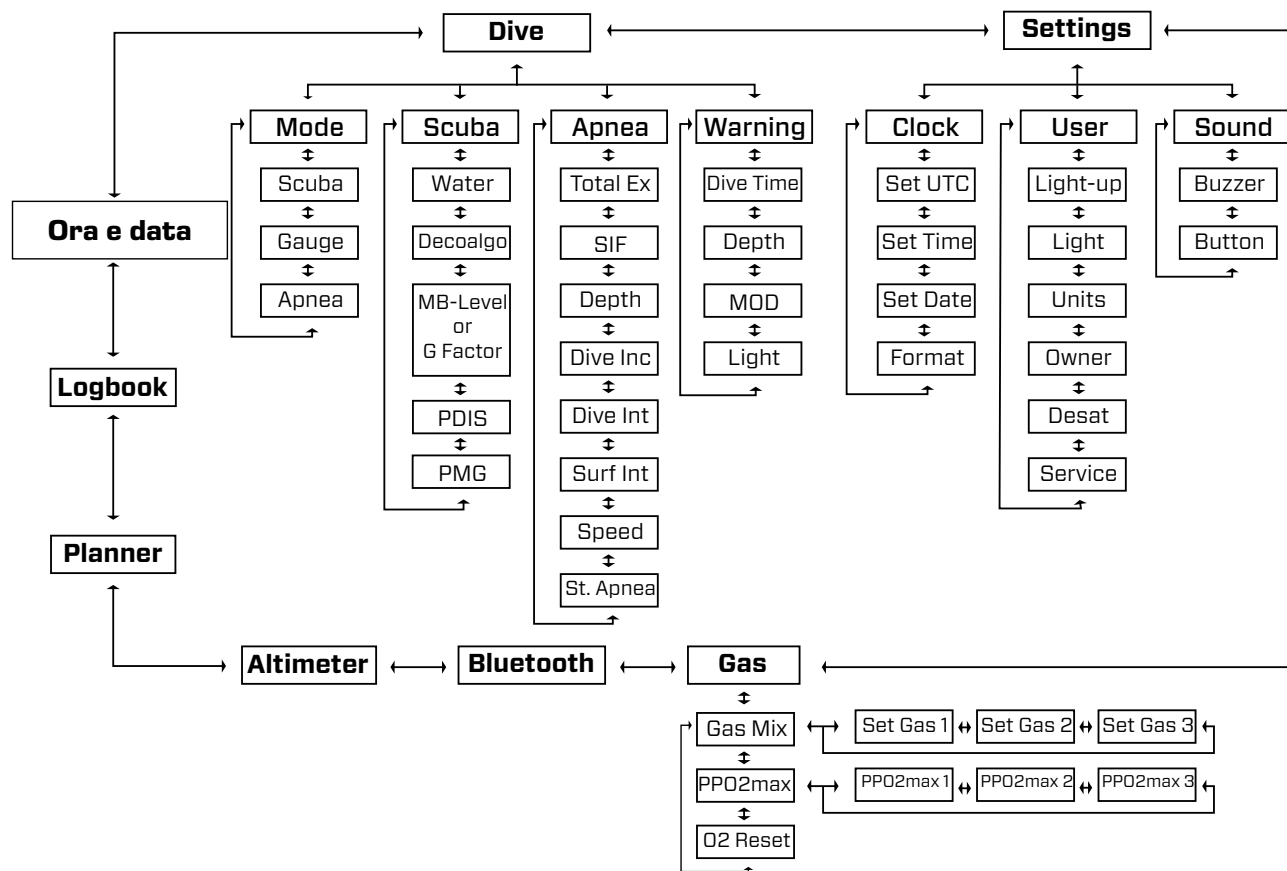 Dive
Settings
Mode
Scuba
Apnea
Warning
Clock
User
Sound
Scuba
Water
Total Ex
Dive Time
Set UTC
Light-up
Buzzer
Ora e data
Gauge
Decoalgo
SIF
Depth
Set Time
Light
Button
Apnea
MB-Level
or
G Factor
Depth
MOD
Set Date
Units
Dive Inc
Light
Format
Owner
Logbook
PDIS
Dive Int
Desat
PMG
Surf Int
Service
Planner
Speed
St. Apnea
Altimeter
Bluetooth
Gas
Gas Mix
Set Gas 1
Set Gas 2
Set Gas 3
PPO2max
PPO2max 1
PPO2max 2
PPO2max 3
O2 Reset